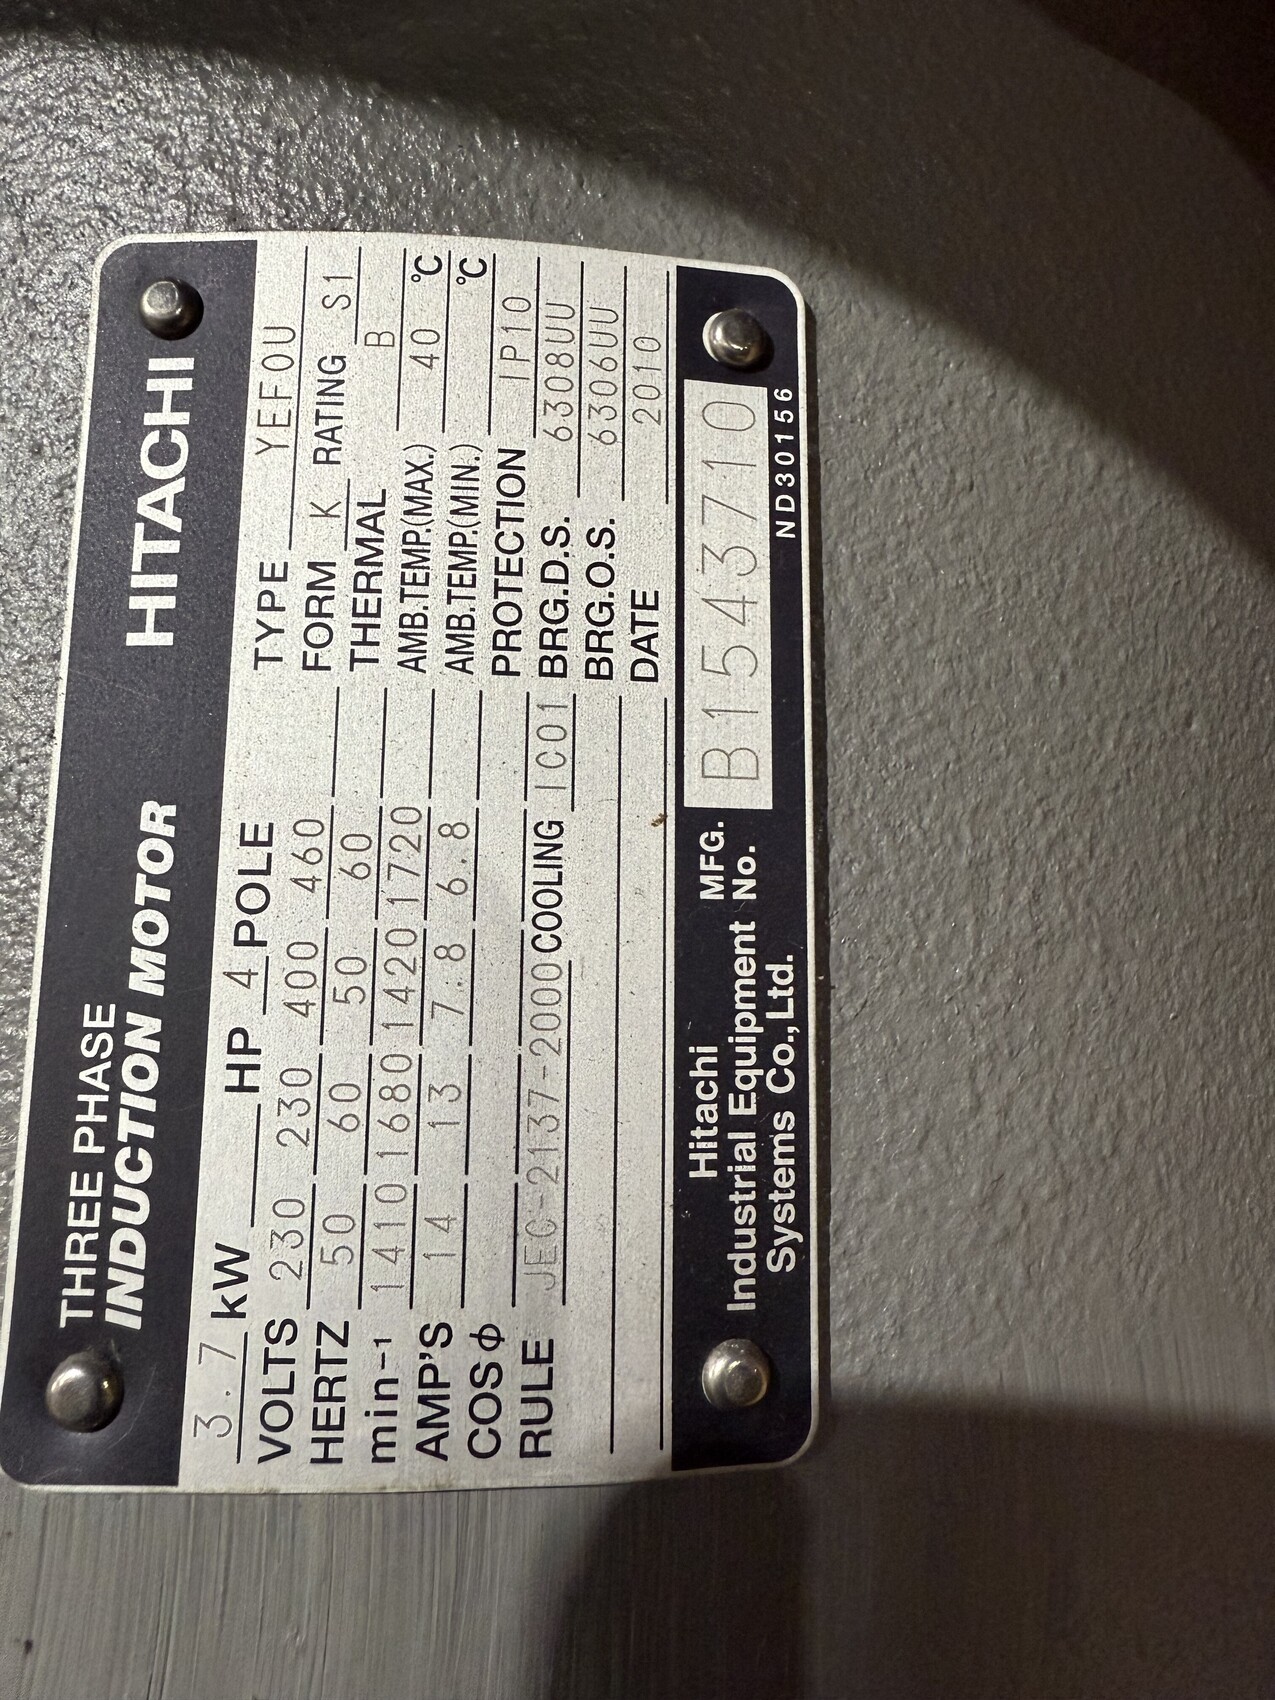 THREE PHASE
INDUCTION MOTOR HITACHI
3.7 kW HP 4 POLE
VOLTS 230 230 400 460
HERTZ 50 60 50 60
min⁻¹ 1410 1680 1420 1720
AMP'S 14 13 7.8 6.8
COS ϕ
RULE JEC-2137-2000 COOLING IC01
TYPE YEFOU
FORM K RATING S1
THERMAL B
AMB.TEMP.(MAX.) 40 °C
AMB.TEMP.(MIN.) °C
PROTECTION IP10
BRG.D.S. 6308UU
BRG.O.S. 6306UU
DATE 2010
Hitachi
Industrial Equipment
Systems Co.,Ltd.
MFG.
No.
B1543710
ND30156